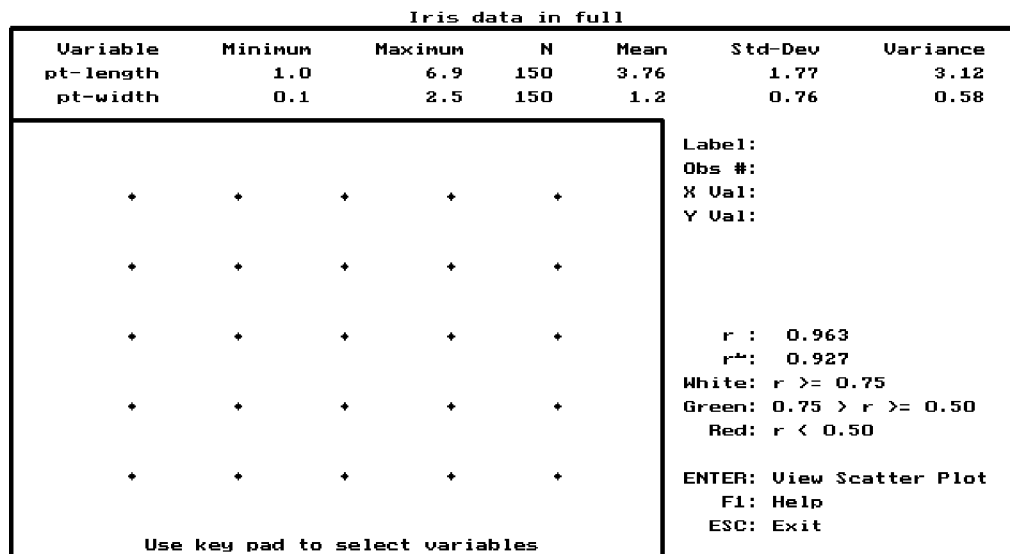 Iris data in full
Variable Minimum Maximum N Mean Std-Dev Variance
pt-length 1.0 6.9 150 3.76 1.77 3.12
pt-width 0.1 2.5 150 1.2 0.76 0.58
Label:
Obs #:
X Val:
Y Val:
r : 0.963
r²: 0.927
White: r >= 0.75
Green: 0.75 > r >= 0.50
Red: r < 0.50
ENTER: View Scatter Plot
F1: Help
ESC: Exit
Use key pad to select variables